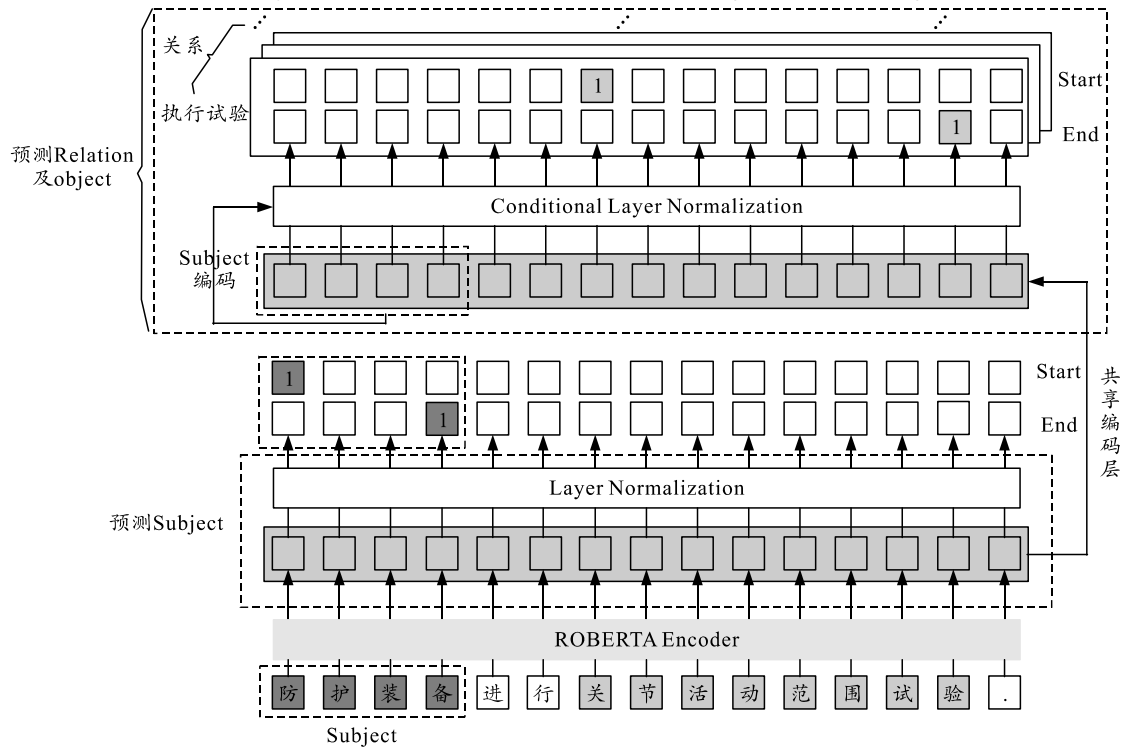 关系
执行试验
1
Start
1
End
预测Relation
及object
Conditional Layer Normalization
Subject
编码
1
Start
1
End
共享编码层
Layer Normalization
预测Subject
ROBERTA Encoder
防护装备进行关节活动范围试验.
Subject